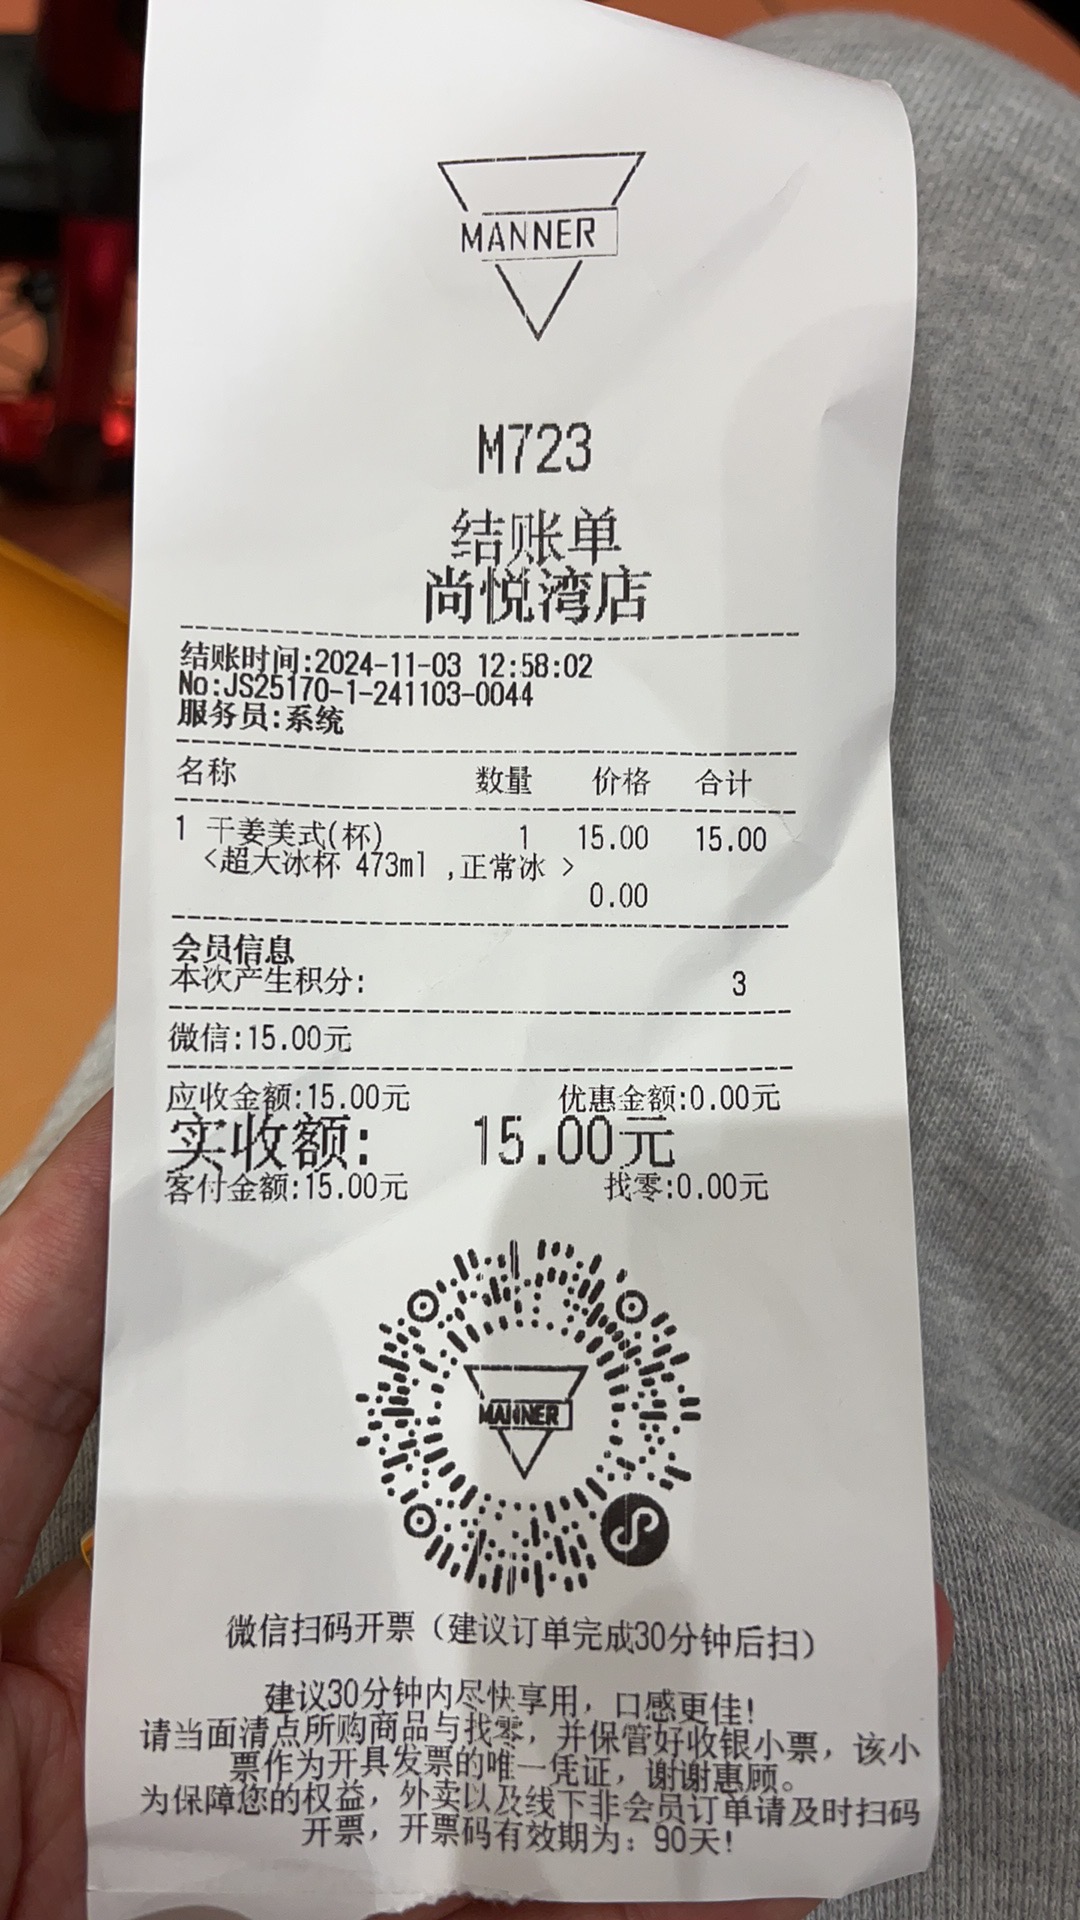 MANNER
M723
结账单
尚悦湾店
结账时间:2024-11-03 12:58:02
No:JS25170-1-241103-0044
服务员:系统
名称 数量 价格 合计
1 干姜美式(杯) 1 15.00 15.00
<超大冰杯 473ml ,正常冰 >
0.00
会员信息
本次产生积分: 3
微信:15.00元
应收金额:15.00元 优惠金额:0.00元
实收额: 15.00元
客付金额:15.00元 找零:0.00元
MANNER
微信扫码开票（建议订单完成30分钟后扫）
建议30分钟内尽快享用，口感更佳!
请当面清点所购商品与找零，并保管好收银小票，该小
票作为开具发票的唯一凭证，谢谢惠顾。
为保障您的权益，外卖以及线下非会员订单请及时扫码
开票，开票码有效期为：90天!